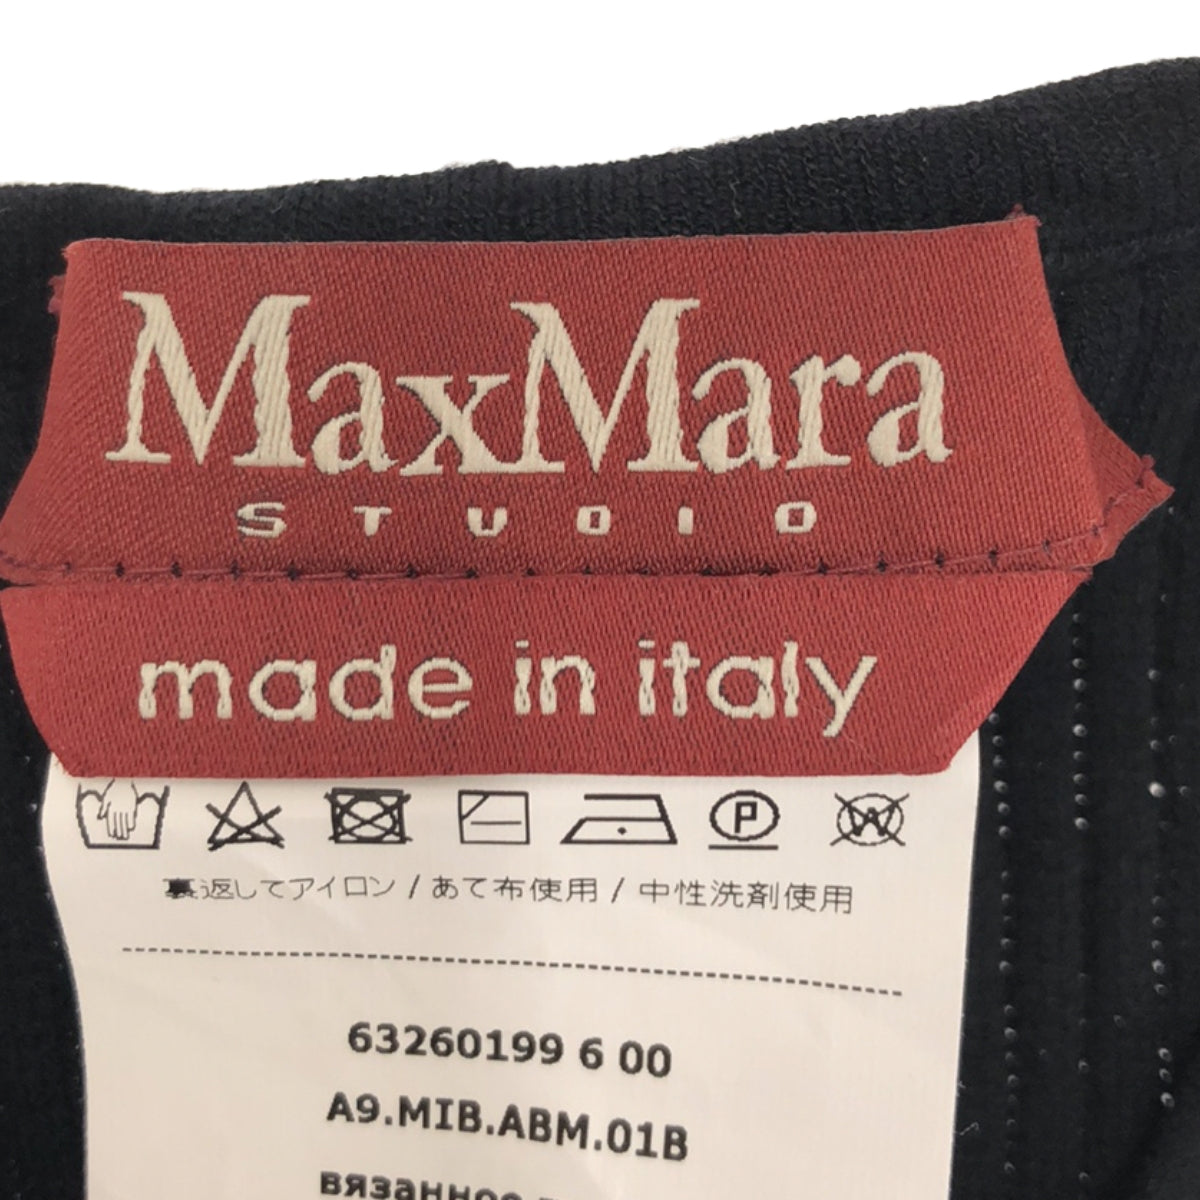 MaxMara
STUDIO
made in italy
P W
裏返してアイロン / あて布使用 / 中性洗剤使用
63260199 6 00
A9.MIB.ABM.01B
вязанное